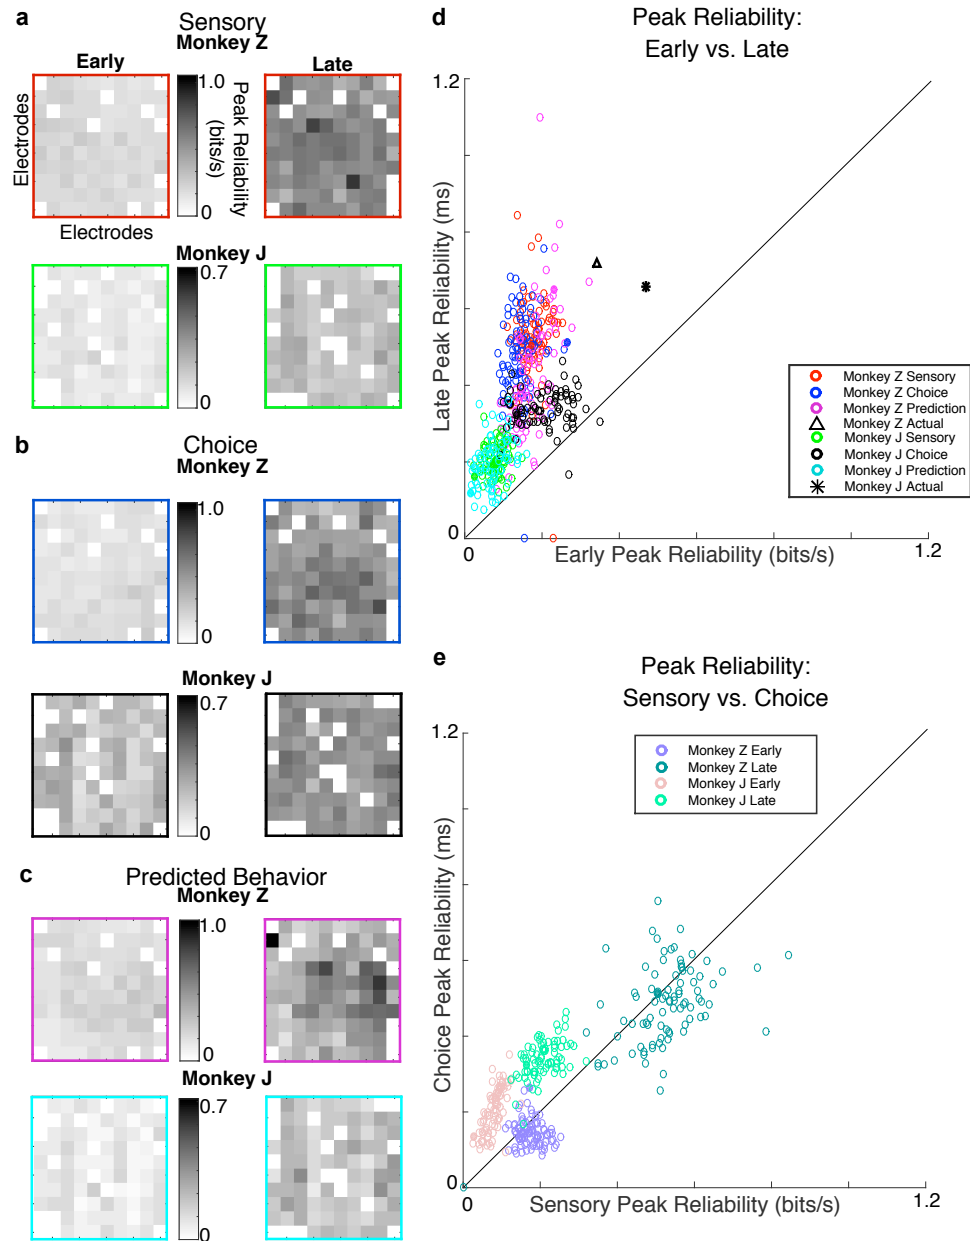 a
Sensory
Monkey Z
Early
Late
Electrodes
1.0
0
Peak Reliability
(bits/s)
Electrodes
Monkey J
0.7
0
b
Choice
Monkey Z
1.0
0
Monkey J
0.7
0
c
Predicted Behavior
Monkey Z
1.0
0
Monkey J
0.7
0
d
Peak Reliability:
Early vs. Late
1.2
Late Peak Reliability (ms)
0
0
Early Peak Reliability (bits/s)
1.2
Monkey Z Sensory
Monkey Z Choice
Monkey Z Prediction
Monkey Z Actual
Monkey J Sensory
Monkey J Choice
Monkey J Prediction
Monkey J Actual
e
Peak Reliability:
Sensory vs. Choice
1.2
Choice Peak Reliability (ms)
0
0
Sensory Peak Reliability (bits/s)
1.2
Monkey Z Early
Monkey Z Late
Monkey J Early
Monkey J Late